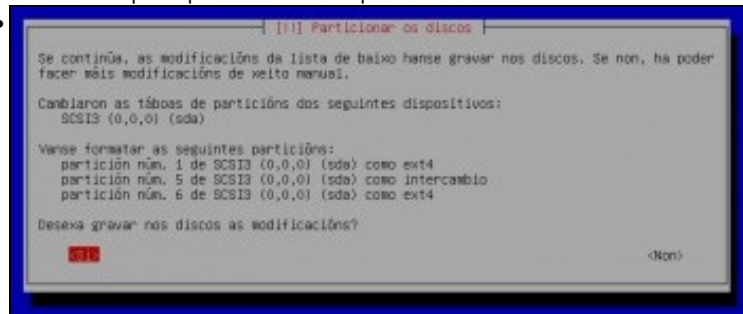 [!!] Particionar os discos
Se continúa, as modificacións da lista de baixo hanse gravar nos discos. Se non, ha poder
facer máis modificacións de xeito manual.
Cambiaron as táboas de particións dos seguintes dispositivos:
SCSI3 (0,0,0) (sda)
Vanse formatar as seguintes particións:
partición núm. 1 de SCSI3 (0,0,0) (sda) como ext4
partición núm. 5 de SCSI3 (0,0,0) (sda) como intercambio
partición núm. 6 de SCSI3 (0,0,0) (sda) como ext4
Desexa gravar nos discos as modificacións?
<Si> <Non>